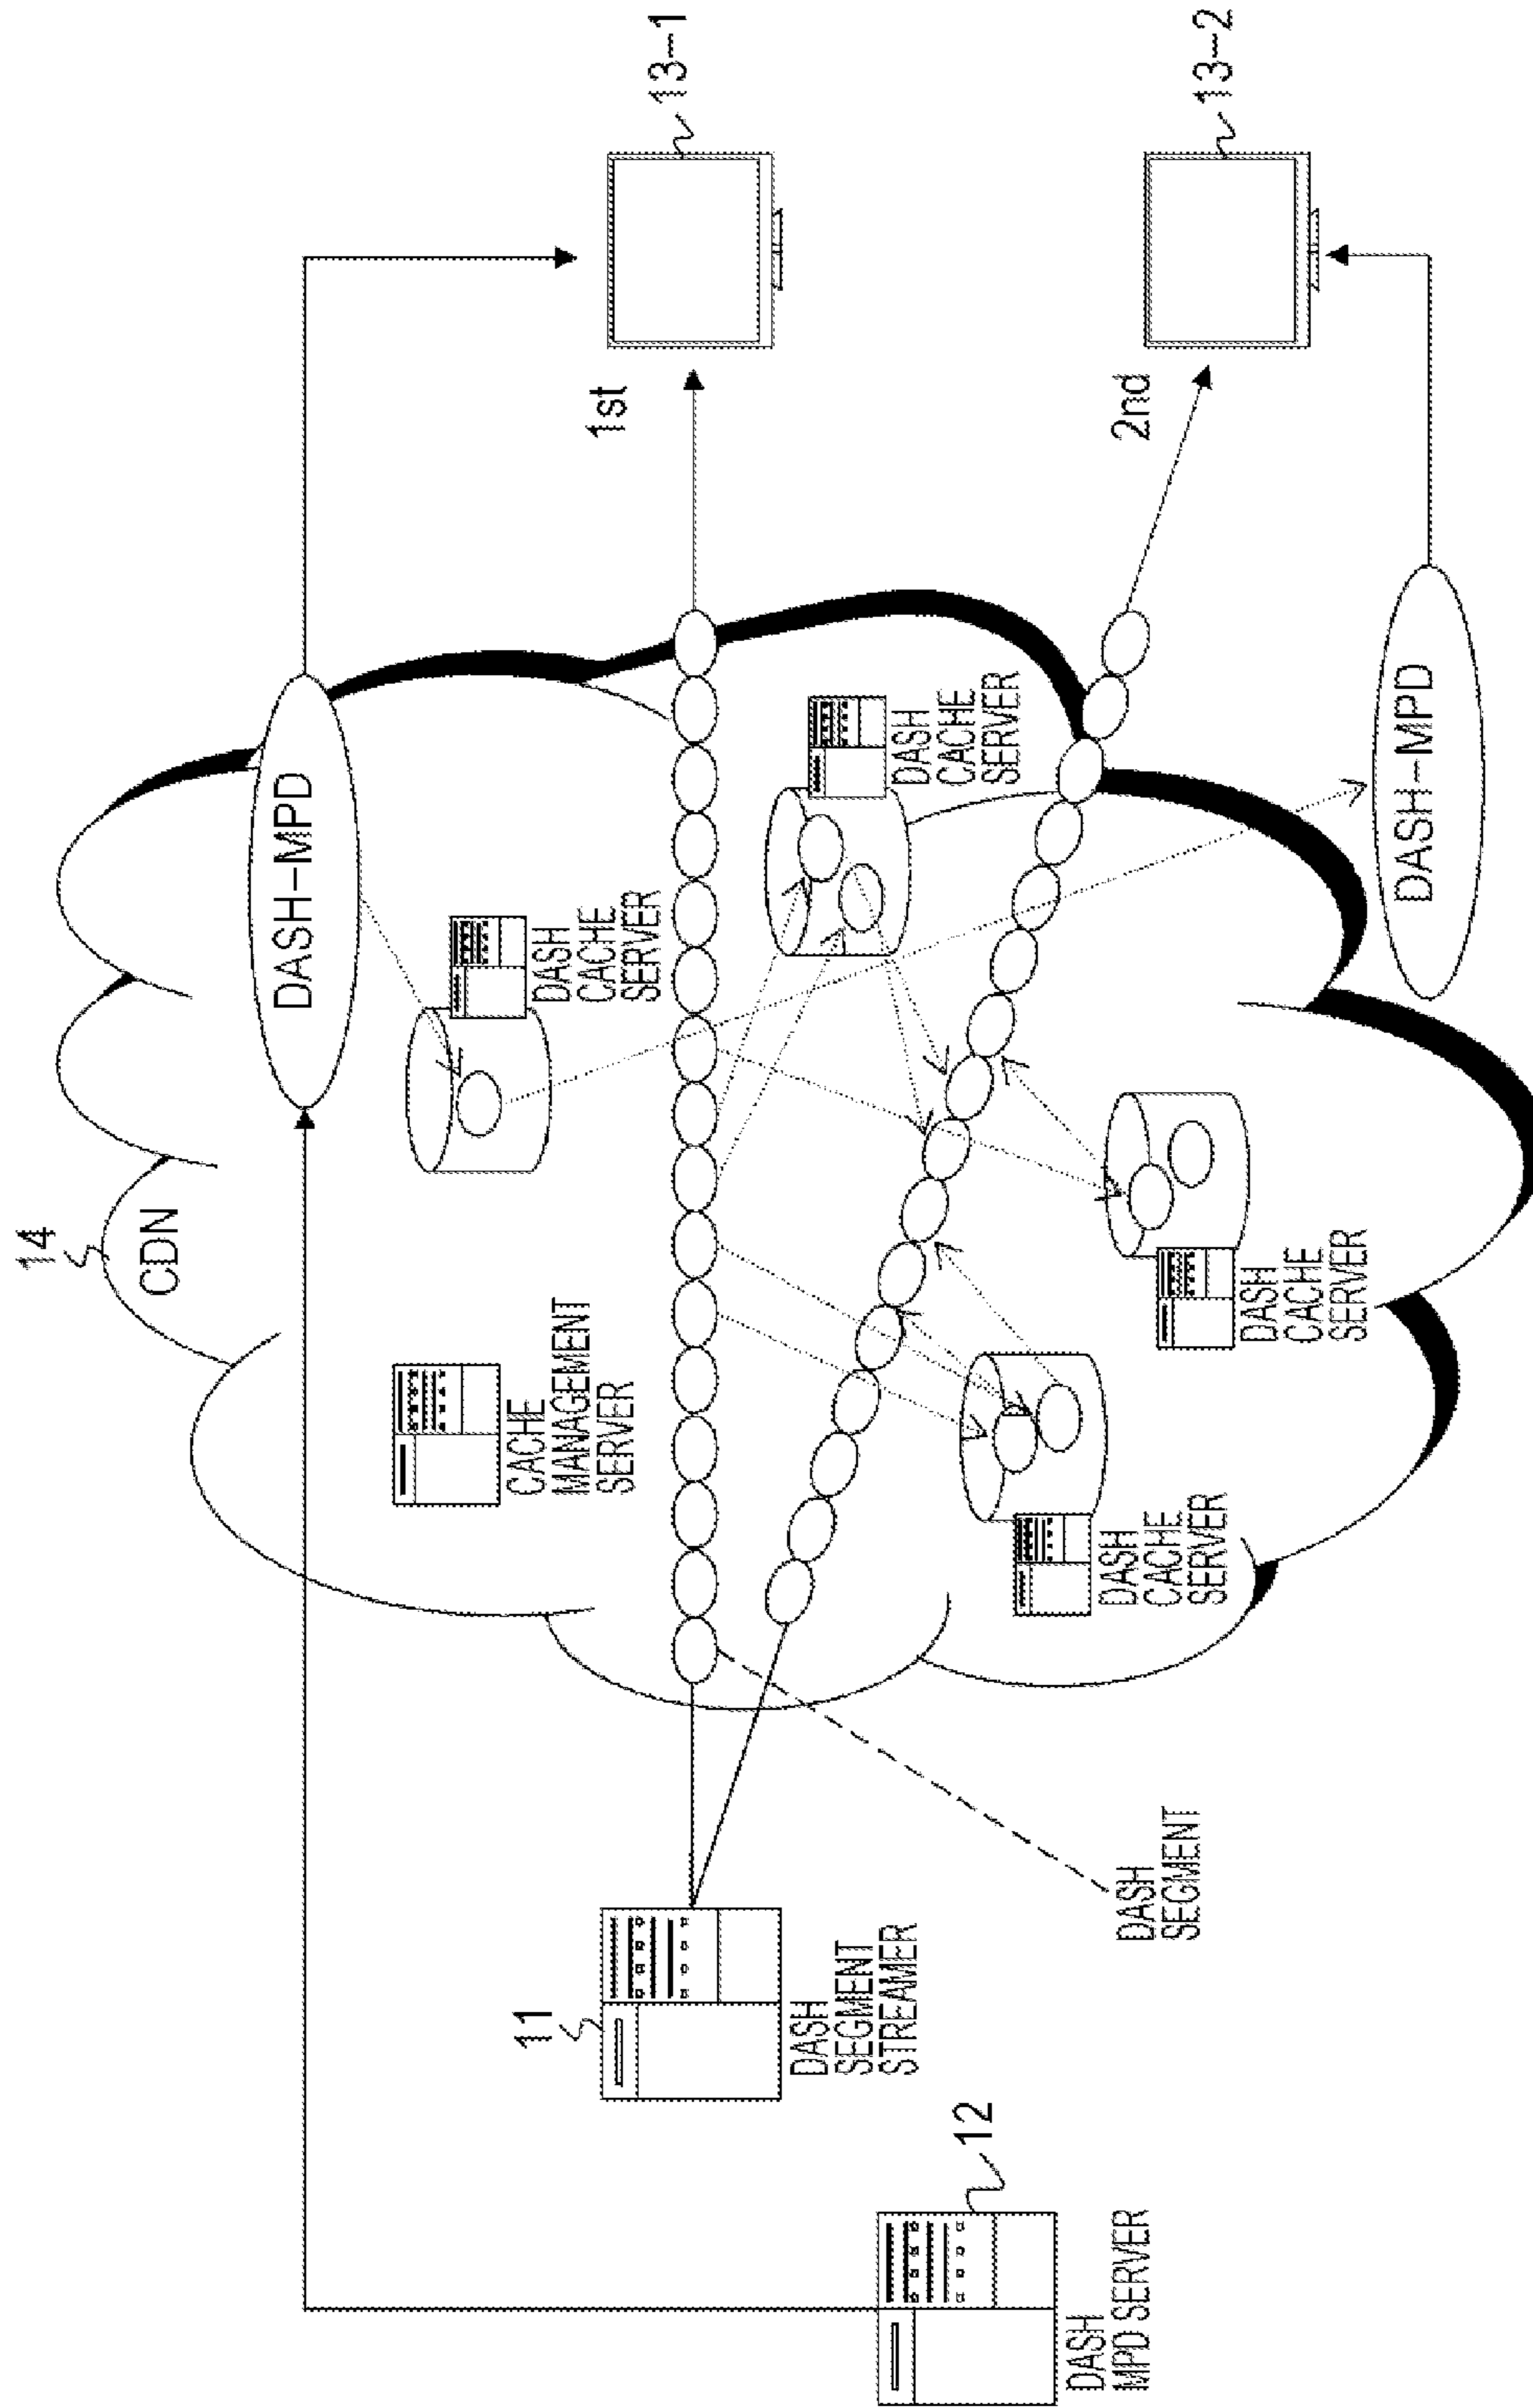 14
CDN
DASH-MPD
13-1
CACHE
MANAGEMENT
SERVER
DASH
CACHE
SERVER
1st
11
DASH
SEGMENT
STREAMER
DASH
CACHE
SERVER
12
DASH
MPD SERVER
DASH
SEGMENT
DASH
CACHE
SERVER
DASH
CACHE
SERVER
2nd
13-2
DASH-MPD